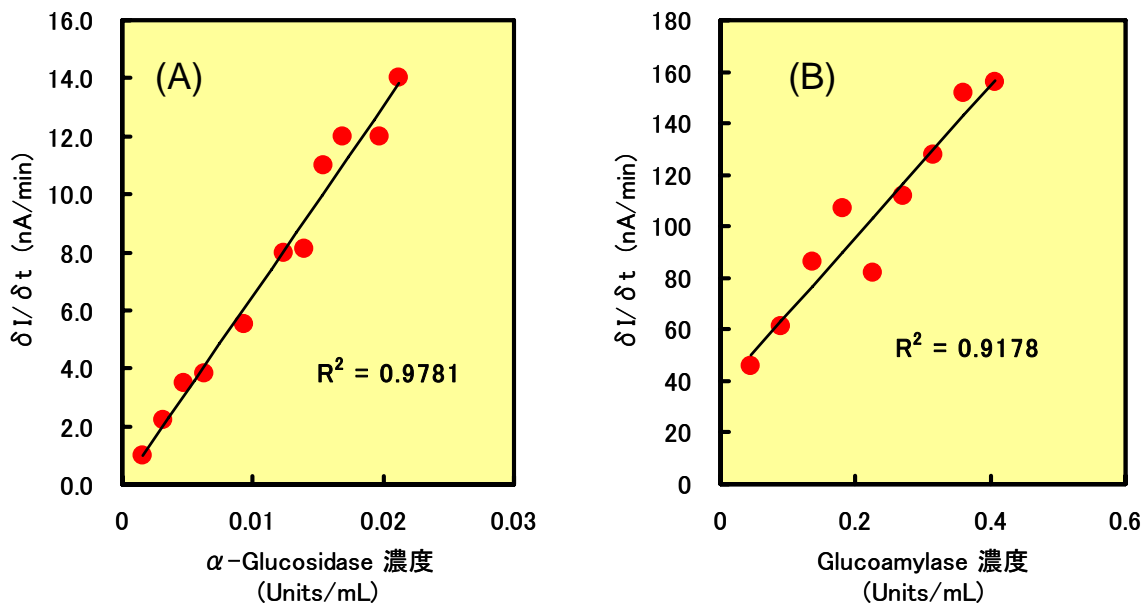 (A)
16.0
14.0
12.0
10.0
8.0
6.0
4.0
2.0
0.0
δI/δt (nA/min)
R² = 0.9781
0 0.01 0.02 0.03
α-Glucosidase 濃度
(Units/mL)
(B)
180
160
140
120
100
80
60
40
20
0
δI/δt (nA/min)
R² = 0.9178
0 0.2 0.4 0.6
Glucoamylase 濃度
(Units/mL)